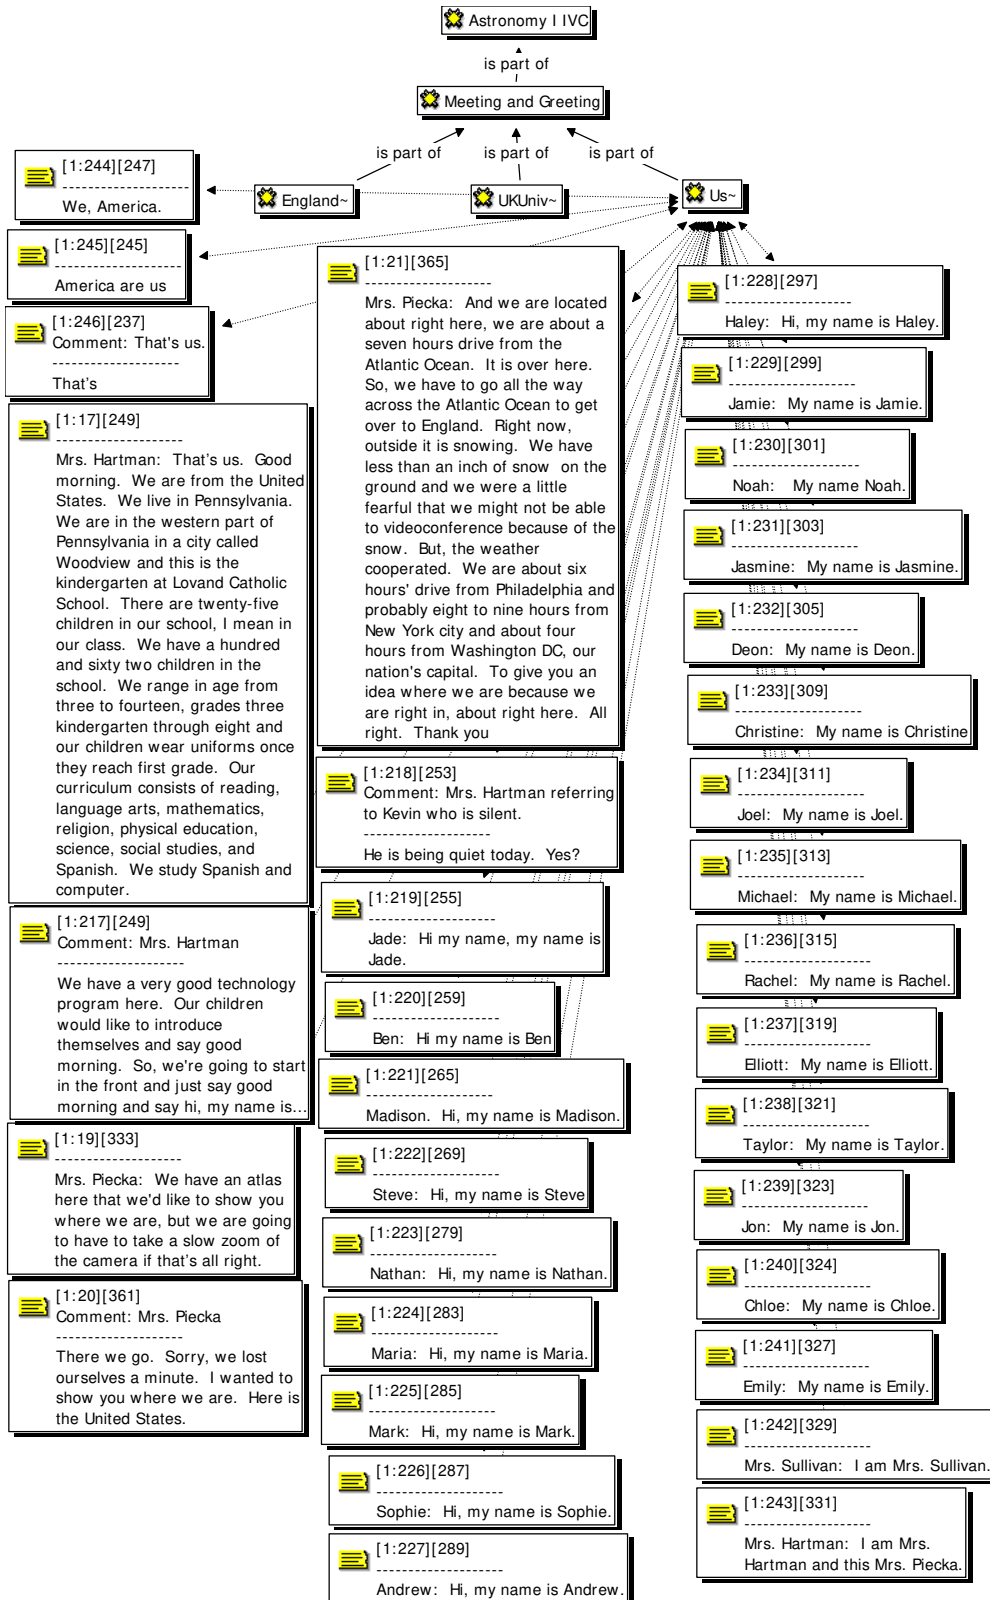 Astronomy I IVC
is part of
Meeting and Greeting
is part of
is part of
is part of
England~
UKUniv~
Us~
[1:244][247]
--------------------
We, America.
[1:245][245]
--------------------
America are us
[1:246][237]
Comment: That's us.
--------------------
That's
[1:17][249]
--------------------
Mrs. Hartman: That's us. Good
morning. We are from the United
States. We live in Pennsylvania.
We are in the western part of
Pennsylvania in a city called
Woodview and this is the
kindergarten at Lovand Catholic
School. There are twenty-five
children in our school, I mean in
our class. We have a hundred
and sixty two children in the
school. We range in age from
three to fourteen, grades three
kindergarten through eight and
our children wear uniforms once
they reach first grade. Our
curriculum consists of reading,
language arts, mathematics,
religion, physical education,
science, social studies, and
Spanish. We study Spanish and
computer.
[1:217][249]
Comment: Mrs. Hartman
--------------------
We have a very good technology
program here. Our children
would like to introduce
themselves and say good
morning. So, we're going to start
in the front and just say good
morning and say hi, my name is...
[1:19][333]
--------------------
Mrs. Piecka: We have an atlas
here that we'd like to show you
where we are, but we are going
to have to take a slow zoom of
the camera if that's all right.
[1:20][361]
Comment: Mrs. Piecka
--------------------
There we go. Sorry, we lost
ourselves a minute. I wanted to
show you where we are. Here is
the United States.
[1:21][365]
--------------------
Mrs. Piecka: And we are located
about right here, we are about a
seven hours drive from the
Atlantic Ocean. It is over here.
So, we have to go all the way
across the Atlantic Ocean to get
over to England. Right now,
outside it is snowing. We have
less than an inch of snow on the
ground and we were a little
fearful that we might not be able
to videoconference because of the
snow. But, the weather
cooperated. We are about six
hours' drive from Philadelphia and
probably eight to nine hours from
New York city and about four
hours from Washington DC, our
nation's capital. To give you an
idea where we are because we
are right in, about right here. All
right. Thank you
[1:218][253]
Comment: Mrs. Hartman referring
to Kevin who is silent.
--------------------
He is being quiet today. Yes?
[1:219][255]
--------------------
Jade: Hi my name, my name is
Jade.
[1:220][259]
--------------------
Ben: Hi my name is Ben
[1:221][265]
--------------------
Madison. Hi, my name is Madison.
[1:222][269]
--------------------
Steve: Hi, my name is Steve
[1:223][279]
--------------------
Nathan: Hi, my name is Nathan.
[1:224][283]
--------------------
Maria: Hi, my name is Maria.
[1:225][285]
--------------------
Mark: Hi, my name is Mark.
[1:226][287]
--------------------
Sophie: Hi, my name is Sophie.
[1:227][289]
--------------------
Andrew: Hi, my name is Andrew.
[1:228][297]
--------------------
Haley: Hi, my name is Haley.
[1:229][299]
--------------------
Jamie: My name is Jamie.
[1:230][301]
--------------------
Noah: My name Noah.
[1:231][303]
--------------------
Jasmine: My name is Jasmine.
[1:232][305]
--------------------
Deon: My name is Deon.
[1:233][309]
--------------------
Christine: My name is Christine
[1:234][311]
--------------------
Joel: My name is Joel.
[1:235][313]
--------------------
Michael: My name is Michael.
[1:236][315]
--------------------
Rachel: My name is Rachel.
[1:237][319]
--------------------
Elliott: My name is Elliott.
[1:238][321]
--------------------
Taylor: My name is Taylor.
[1:239][323]
--------------------
Jon: My name is Jon.
[1:240][324]
--------------------
Chloe: My name is Chloe.
[1:241][327]
--------------------
Emily: My name is Emily.
[1:242][329]
--------------------
Mrs. Sullivan: I am Mrs. Sullivan.
[1:243][331]
--------------------
Mrs. Hartman: I am Mrs.
Hartman and this Mrs. Piecka.